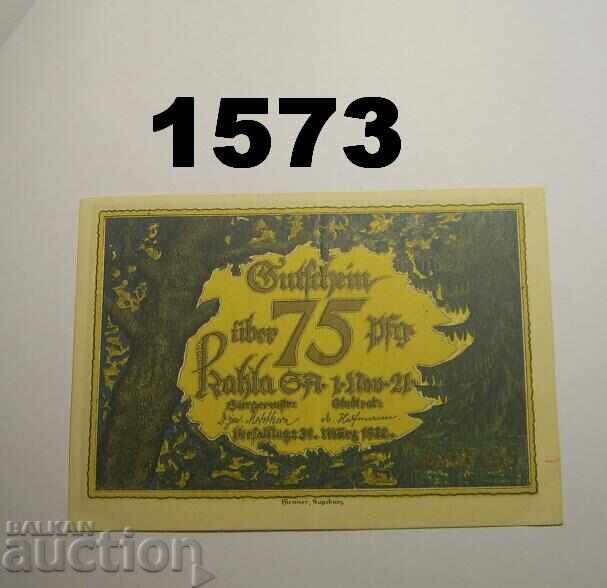 1573
Gutschein
über 75 Pfg
Kahla S-A. 1-Nov-21-
Bürgermstr: Stadtrat:
Verfalltag: 31. März 1922.
BALKAN
auction